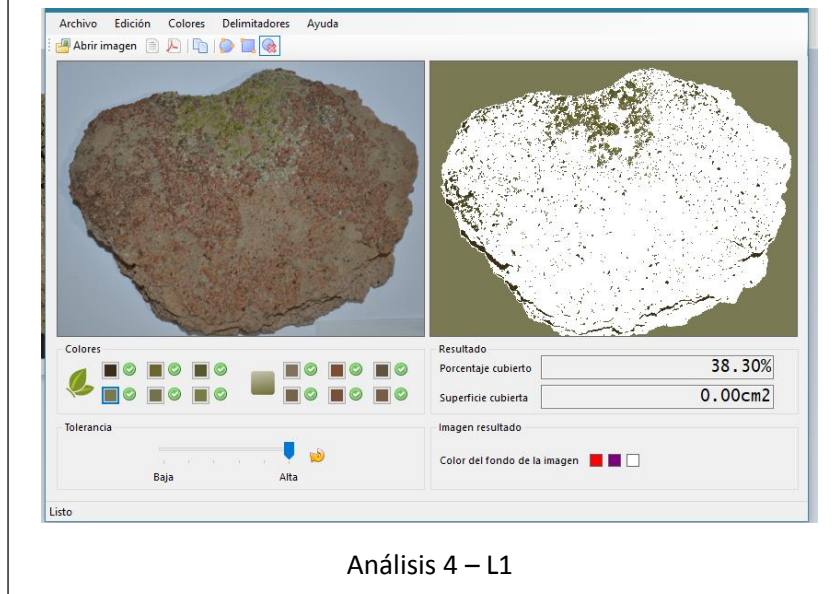 Archivo Edición Colores Delimitadores Ayuda
Abrir imagen
Colores
Resultado
Porcentaje cubierto 38.30%
Superficie cubierta 0.00cm2
Tolerancia
Baja Alta
Imagen resultado
Color del fondo de la imagen
Listo
Análisis 4 – L1